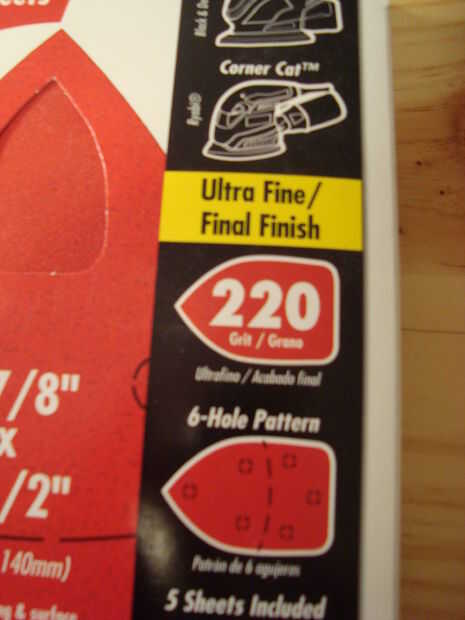 Corner Cat™
Ryobi®
Ultra Fine/
Final Finish
220
Grit / Grano
Ultrafino / Acabado final
7/8"
x
/2"
140mm)
6-Hole Pattern
Patrón de 6 agujeros
5 Sheets Included
& surface